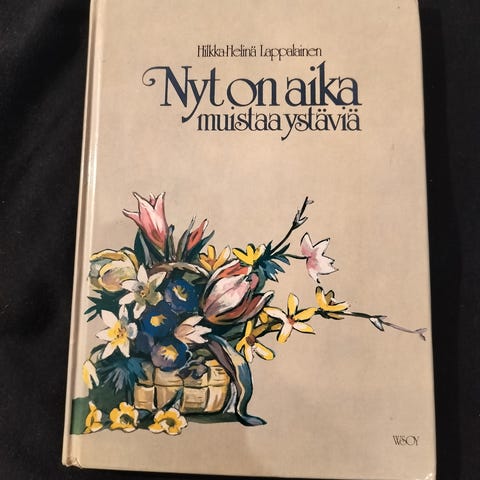 Hilkka-Helinä Lappalainen
Nyt on aika
muistaa ystäviä
WSOY